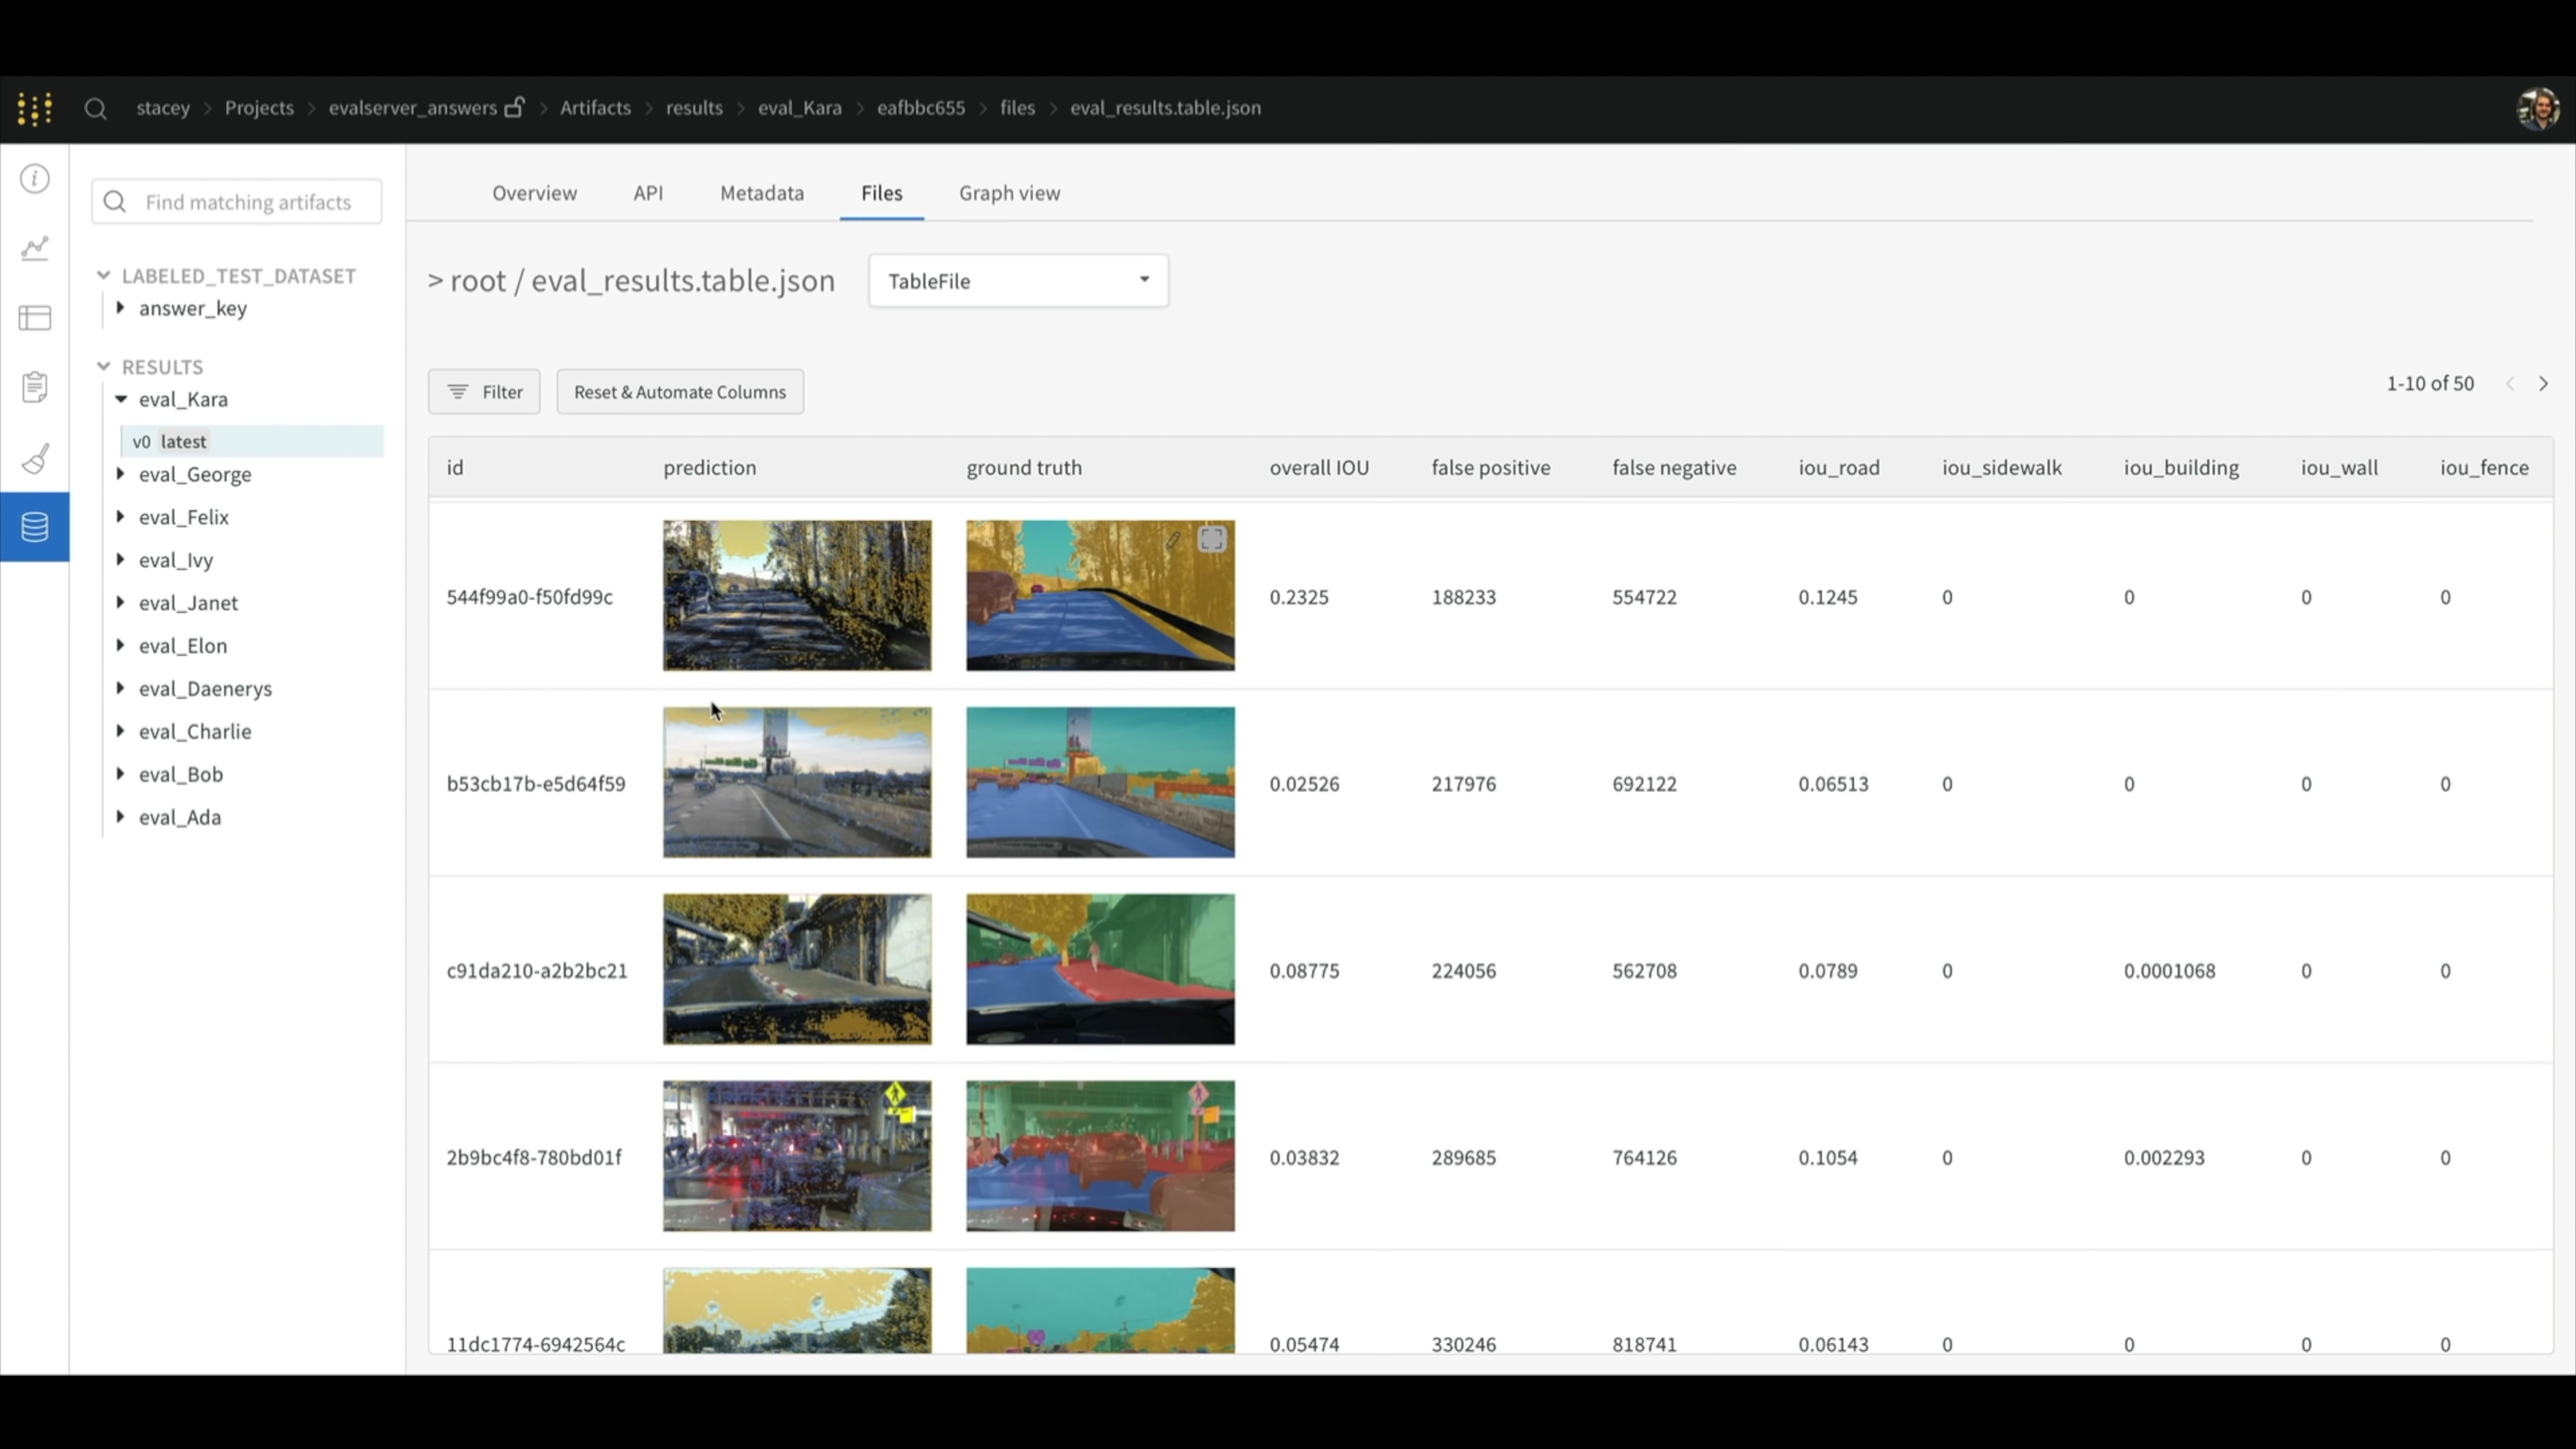 stacey > Projects > evalserver_answers > Artifacts > results > eval_Kara > eafbbc655 > files > eval_results.table.json
Find matching artifacts
LABELED_TEST_DATASET
answer_key
RESULTS
eval_Kara
v0 latest
eval_George
eval_Felix
eval_Ivy
eval_Janet
eval_Elon
eval_Daenerys
eval_Charlie
eval_Bob
eval_Ada
Overview API Metadata Files Graph view
> root / eval_results.table.json TableFile
Filter Reset & Automate Columns 1-10 of 50
id prediction ground truth overall IOU false positive false negative iou_road iou_sidewalk iou_building iou_wall iou_fence
544f99a0-f50fd99c 0.2325 188233 554722 0.1245 0 0 0 0
b53cb17b-e5d64f59 0.02526 217976 692122 0.06513 0 0 0 0
c91da210-a2b2bc21 0.08775 224056 562708 0.0789 0 0.0001068 0 0
2b9bc4f8-780bd01f 0.03832 289685 764126 0.1054 0 0.002293 0 0
11dc1774-6942564c 0.05474 330246 818741 0.06143 0 0 0 0